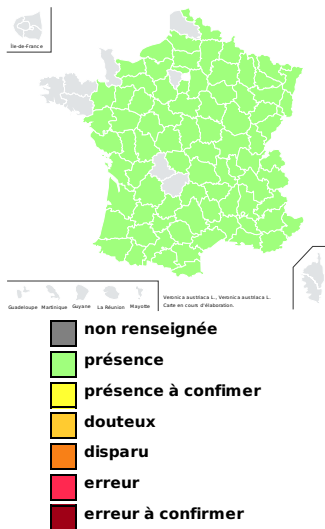 Île-de-France
Guadeloupe Martinique Guyane La Réunion Mayotte
Veronica austriaca L., Veronica austriaca L.
Carte en cours d'élaboration.
non renseignée
présence
présence à confimer
douteux
disparu
erreur
erreur à confirmer